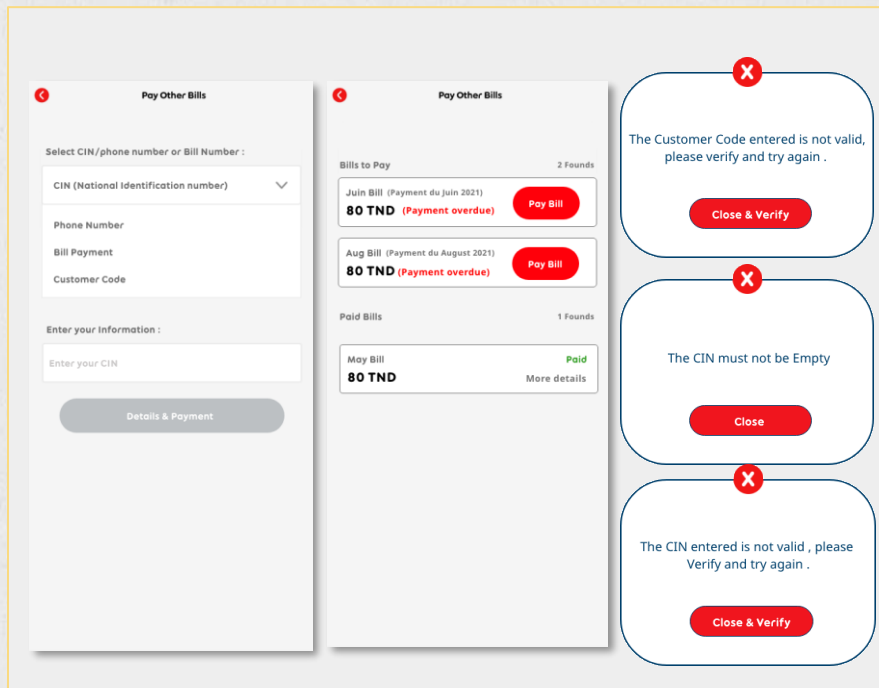 Pay Other Bills
Select CIN/phone number or Bill Number :
CIN (National Identification number)
Phone Number
Bill Payment
Customer Code
Enter your Information :
Enter your CIN
Details & Payment
Pay Other Bills
Bills to Pay 2 Founds
Juin Bill (Payment du Juin 2021)
80 TND (Payment overdue)
Pay Bill
Aug Bill (Payment du August 2021)
80 TND (Payment overdue)
Pay Bill
Paid Bills 1 Founds
May Bill Paid
80 TND More details
X
The Customer Code entered is not valid,
please verify and try again .
Close & Verify
X
The CIN must not be Empty
Close
X
The CIN entered is not valid , please
Verify and try again .
Close & Verify